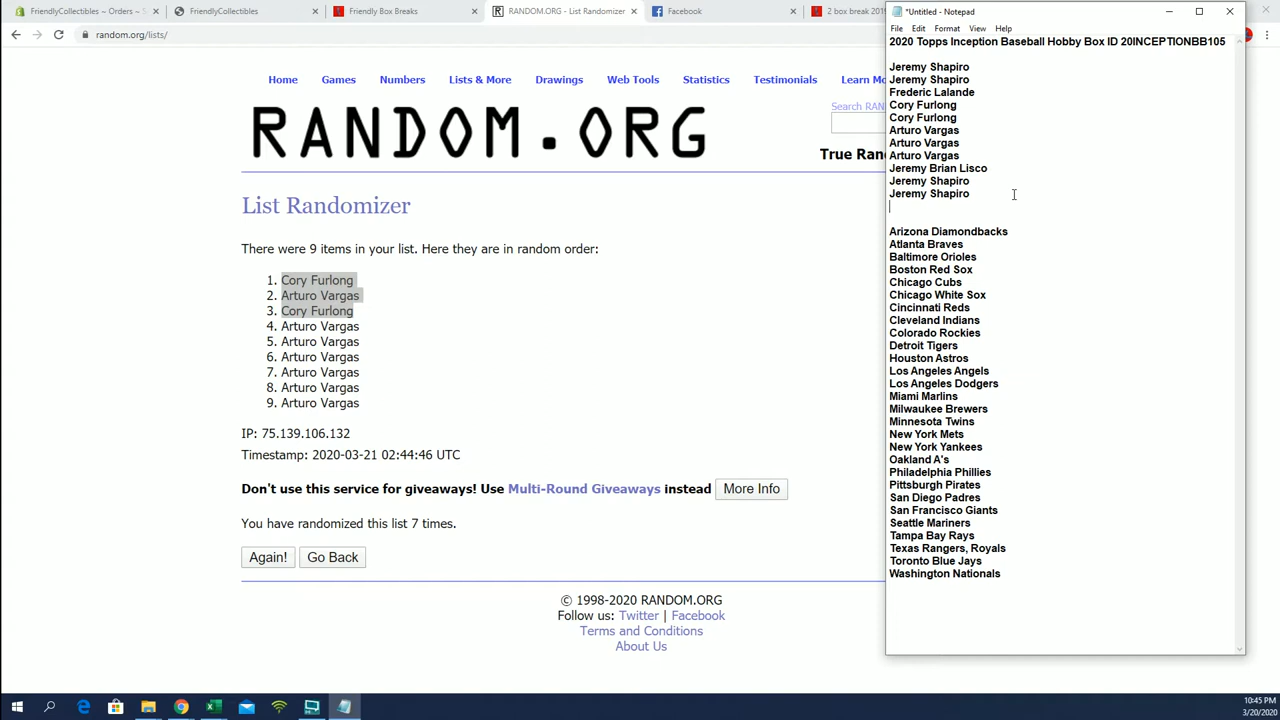 FriendlyCollectibles ~ Orders ~ S
FriendlyCollectibles
Friendly Box Breaks
RANDOM.ORG - List Randomizer
Facebook
2 box break 2019
random.org/lists/
Home Games Numbers Lists & More Drawings Web Tools Statistics Testimonials Learn Mo
Search RAN
RANDOM.ORG
True Ran
List Randomizer
There were 9 items in your list. Here they are in random order:
1. Cory Furlong
2. Arturo Vargas
3. Cory Furlong
4. Arturo Vargas
5. Arturo Vargas
6. Arturo Vargas
7. Arturo Vargas
8. Arturo Vargas
9. Arturo Vargas
IP: 75.139.106.132
Timestamp: 2020-03-21 02:44:46 UTC
Don't use this service for giveaways! Use Multi-Round Giveaways instead More Info
You have randomized this list 7 times.
Again! Go Back
© 1998-2020 RANDOM.ORG
Follow us: Twitter | Facebook
Terms and Conditions
About Us
*Untitled - Notepad
File Edit Format View Help
2020 Topps Inception Baseball Hobby Box ID 20INCEPTIONBB105
Jeremy Shapiro
Jeremy Shapiro
Frederic Lalande
Cory Furlong
Cory Furlong
Arturo Vargas
Arturo Vargas
Arturo Vargas
Jeremy Brian Lisco
Jeremy Shapiro
Jeremy Shapiro
Arizona Diamondbacks
Atlanta Braves
Baltimore Orioles
Boston Red Sox
Chicago Cubs
Chicago White Sox
Cincinnati Reds
Cleveland Indians
Colorado Rockies
Detroit Tigers
Houston Astros
Los Angeles Angels
Los Angeles Dodgers
Miami Marlins
Milwaukee Brewers
Minnesota Twins
New York Mets
New York Yankees
Oakland A's
Philadelphia Phillies
Pittsburgh Pirates
San Diego Padres
San Francisco Giants
Seattle Mariners
Tampa Bay Rays
Texas Rangers, Royals
Toronto Blue Jays
Washington Nationals
10:45 PM
3/20/2020